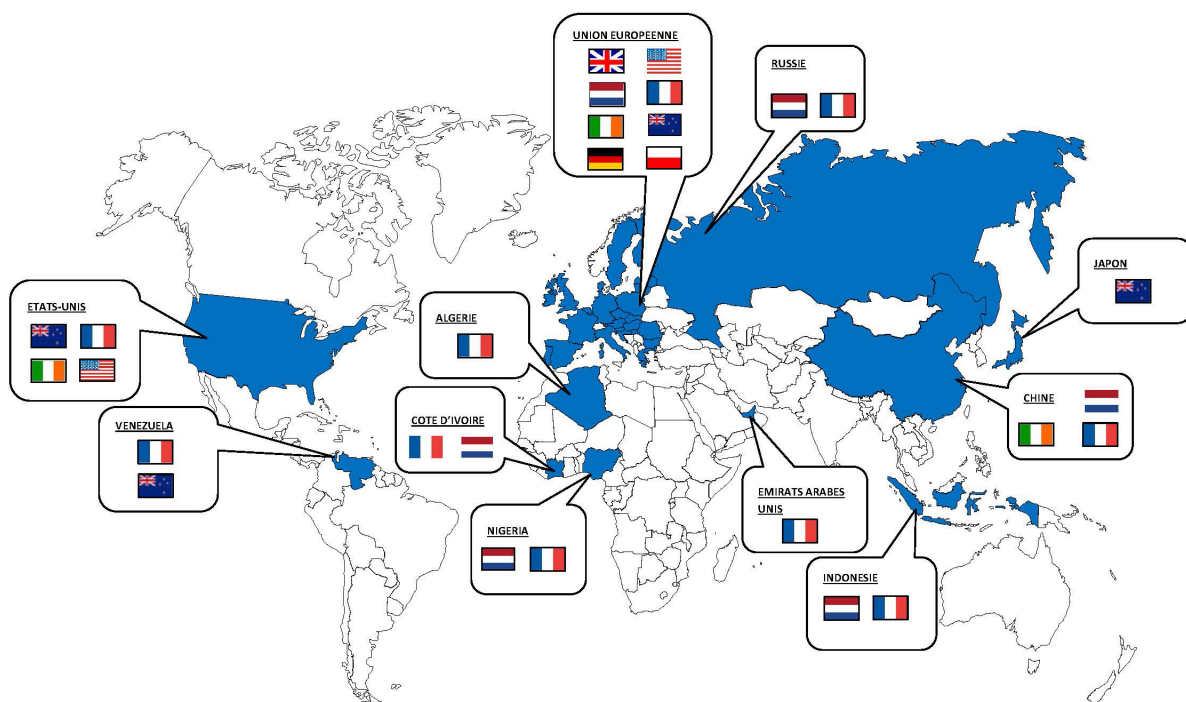 UNION EUROPEENNE
RUSSIE
JAPON
ETATS-UNIS
ALGERIE
CHINE
VENEZUELA
COTE D'IVOIRE
EMIRATS ARABES
UNIS
NIGERIA
INDONESIE